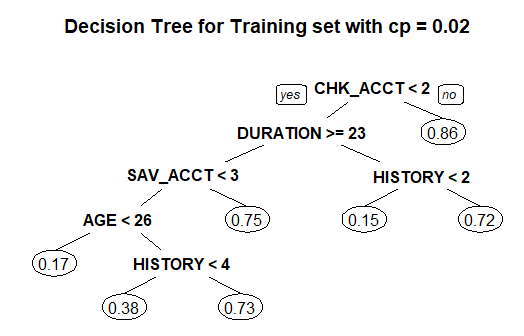 Decision Tree for Training set with cp = 0.02
yes CHK_ACCT < 2 no
DURATION >= 23 0.86
SAV_ACCT < 3 HISTORY < 2
AGE < 26 0.75 0.15 0.72
0.17 HISTORY < 4
0.38 0.73